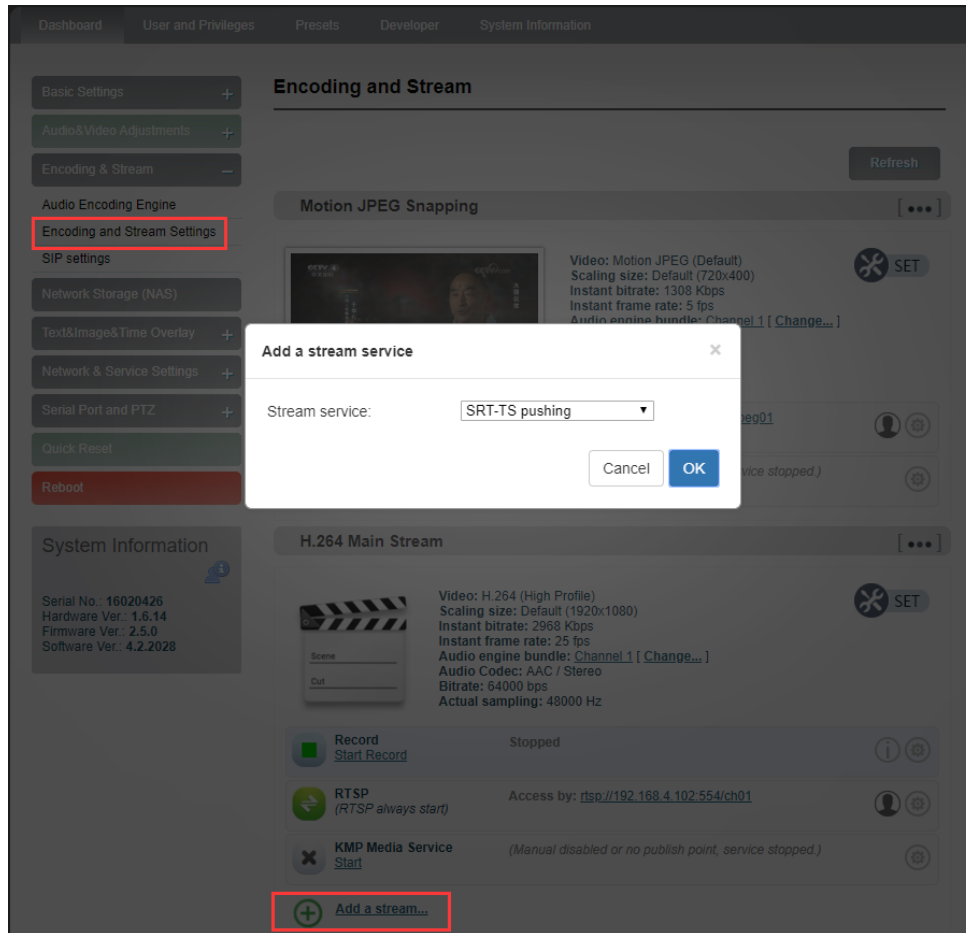 Dashboard
User and Privileges
Presets
Developer
System Information
Basic Settings
Audio&Video Adjustments
Encoding & Stream
Audio Encoding Engine
Encoding and Stream Settings
SIP settings
Network Storage (NAS)
Text&Image&Time Overlay
Network & Service Settings
Serial Port and PTZ
Quick Reset
Reboot
System Information
Serial No.: 16020426
Hardware Ver.: 1.6.14
Firmware Ver.: 2.5.0
Software Ver.: 4.2.2028
Encoding and Stream
Refresh
Motion JPEG Snapping
[ ••• ]
Video: Motion JPEG (Default)
Scaling size: Default (720x400)
Instant bitrate: 1308 Kbps
Instant frame rate: 5 fps
Audio engine bundle: Channel 1 [ Change... ]
SET
Add a stream service
×
Stream service:
SRT-TS pushing
Cancel
OK
peg01
vice stopped.)
H.264 Main Stream
[ ••• ]
Scene
Cut
Video: H.264 (High Profile)
Scaling size: Default (1920x1080)
Instant bitrate: 2968 Kbps
Instant frame rate: 25 fps
Audio engine bundle: Channel 1 [ Change... ]
Audio Codec: AAC / Stereo
Bitrate: 64000 bps
Actual sampling: 48000 Hz
SET
Record
Start Record
Stopped
RTSP
(RTSP always start)
Access by: rtsp://192.168.4.102:554/ch01
KMP Media Service
Start
(Manual disabled or no publish point, service stopped.)
Add a stream...